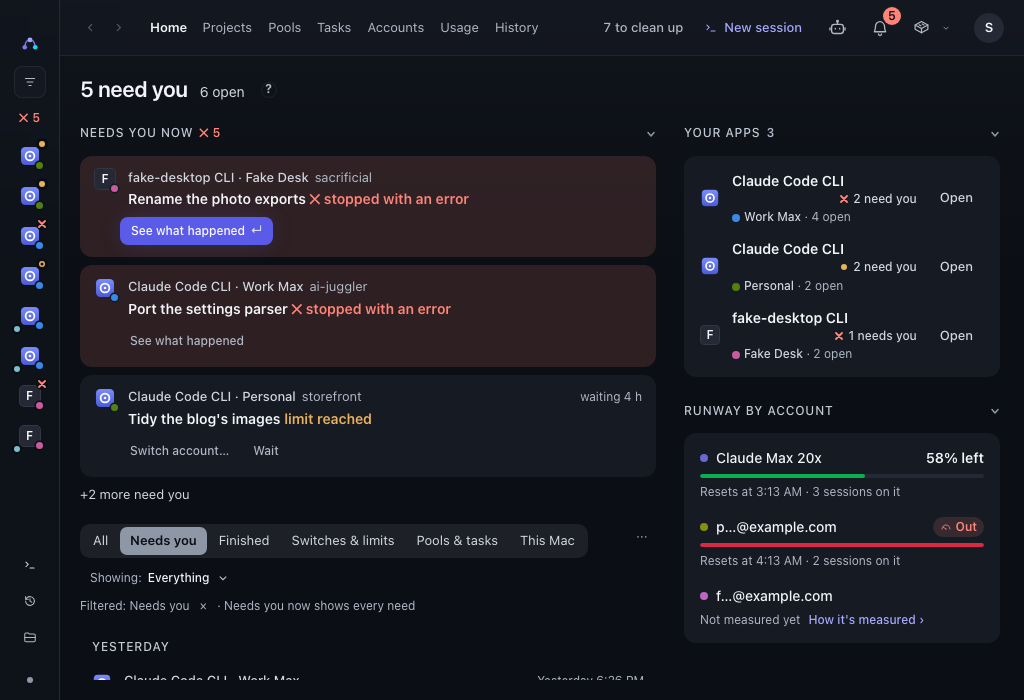 Home Projects Pools Tasks Accounts Usage History 7 to clean up New session 5 S
5
5 need you 6 open ?
NEEDS YOU NOW 5
F fake-desktop CLI · Fake Desk sacrificial
Rename the photo exports stopped with an error
See what happened
Claude Code CLI · Work Max ai-juggler
Port the settings parser stopped with an error
See what happened
Claude Code CLI · Personal storefront waiting 4 h
Tidy the blog's images limit reached
Switch account... Wait
+2 more need you
All Needs you Finished Switches & limits Pools & tasks This Mac ...
Showing: Everything
Filtered: Needs you × · Needs you now shows every need
YESTERDAY
Claude Code CLI · Work Max Yesterday 6:26 PM
YOUR APPS 3
Claude Code CLI
2 need you Open
Work Max · 4 open
Claude Code CLI
2 need you Open
Personal · 2 open
F fake-desktop CLI
1 needs you Open
Fake Desk · 2 open
RUNWAY BY ACCOUNT
Claude Max 20x 58% left
Resets at 3:13 AM · 3 sessions on it
p...@example.com Out
Resets at 4:13 AM · 2 sessions on it
f...@example.com
Not measured yet How it's measured ›
F
F